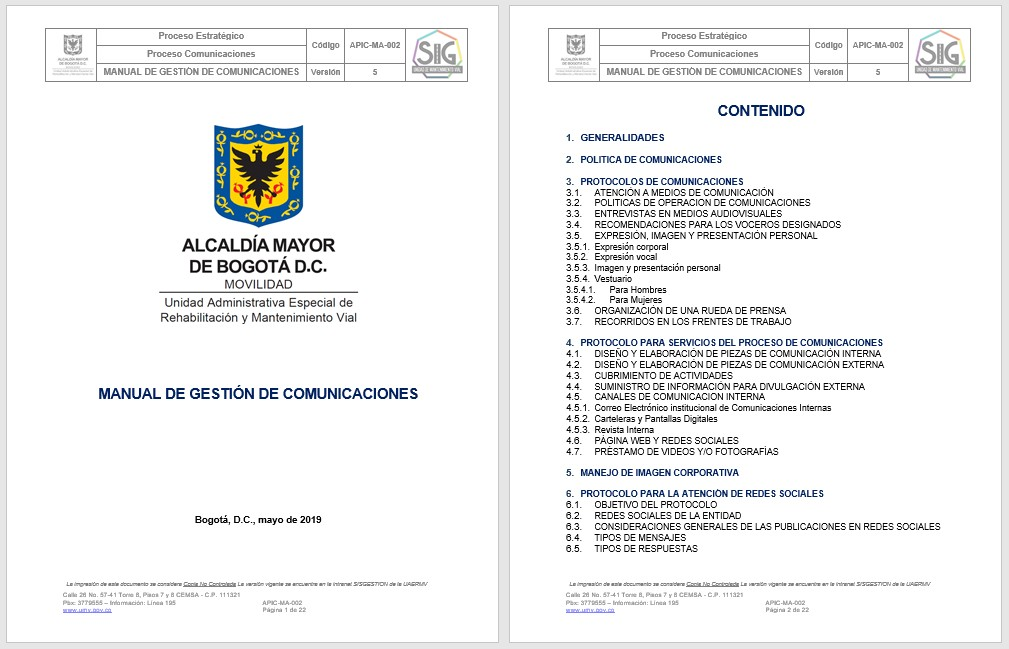 Proceso Estratégico
Proceso Comunicaciones
MANUAL DE GESTIÓN DE COMUNICACIONES
Código
APIC-MA-002
Versión
5
SIG
ALCALDÍA MAYOR
DE BOGOTÁ D.C.
MOVILIDAD
Unidad Administrativa Especial de
Rehabilitación y Mantenimiento Vial
MANUAL DE GESTIÓN DE COMUNICACIONES
Bogotá, D.C., mayo de 2019
La impresión de este documento se considera Copia No Controlada La versión vigente se encuentra en la intranet SISGESTION de la UAERMV
Calle 26 No. 57-41 Torre 8, Pisos 7 y 8 CEMSA - C.P. 111321
Pbx: 3779555 – Información: Línea 195
APIC-MA-002
www.umv.gov.co
Página 1 de 22
Proceso Estratégico
Proceso Comunicaciones
MANUAL DE GESTIÓN DE COMUNICACIONES
Código
APIC-MA-002
Versión
5
SIG
CONTENIDO
1. GENERALIDADES
2. POLITICA DE COMUNICACIONES
3. PROTOCOLOS DE COMUNICACIONES
3.1. ATENCIÓN A MEDIOS DE COMUNICACIÓN
3.2. POLITICAS DE OPERACION DE COMUNICACIONES
3.3. ENTREVISTAS EN MEDIOS AUDIOVISUALES
3.4. RECOMENDACIONES PARA LOS VOCEROS DESIGNADOS
3.5. EXPRESIÓN, IMAGEN Y PRESENTACIÓN PERSONAL
3.5.1. Expresión corporal
3.5.2. Expresión vocal
3.5.3. Imagen y presentación personal
3.5.4. Vestuario
3.5.4.1. Para Hombres
3.5.4.2. Para Mujeres
3.6. ORGANIZACIÓN DE UNA RUEDA DE PRENSA
3.7. RECORRIDOS EN LOS FRENTES DE TRABAJO
4. PROTOCOLO PARA SERVICIOS DEL PROCESO DE COMUNICACIONES
4.1. DISEÑO Y ELABORACIÓN DE PIEZAS DE COMUNICACIÓN INTERNA
4.2. DISEÑO Y ELABORACIÓN DE PIEZAS DE COMUNICACIÓN EXTERNA
4.3. CUBRIMIENTO DE ACTIVIDADES
4.4. SUMINISTRO DE INFORMACIÓN PARA DIVULGACIÓN EXTERNA
4.5. CANALES DE COMUNICACION INTERNA
4.5.1. Correo Electrónico institucional de Comunicaciones Internas
4.5.2. Carteleras y Pantallas Digitales
4.5.3. Revista Interna
4.6. PÁGINA WEB Y REDES SOCIALES
4.7. PRÉSTAMO DE VIDEOS Y/O FOTOGRAFÍAS
5. MANEJO DE IMAGEN CORPORATIVA
6. PROTOCOLO PARA LA ATENCIÓN DE REDES SOCIALES
6.1. OBJETIVO DEL PROTOCOLO
6.2. REDES SOCIALES DE LA ENTIDAD
6.3. CONSIDERACIONES GENERALES DE LAS PUBLICACIONES EN REDES SOCIALES
6.4. TIPOS DE MENSAJES
6.5. TIPOS DE RESPUESTAS
La impresión de este documento se considera Copia No Controlada La versión vigente se encuentra en la intranet SISGESTION de la UAERMV
Calle 26 No. 57-41 Torre 8, Pisos 7 y 8 CEMSA - C.P. 111321
Pbx: 3779555 – Información: Línea 195
APIC-MA-002
www.umv.gov.co
Página 2 de 22